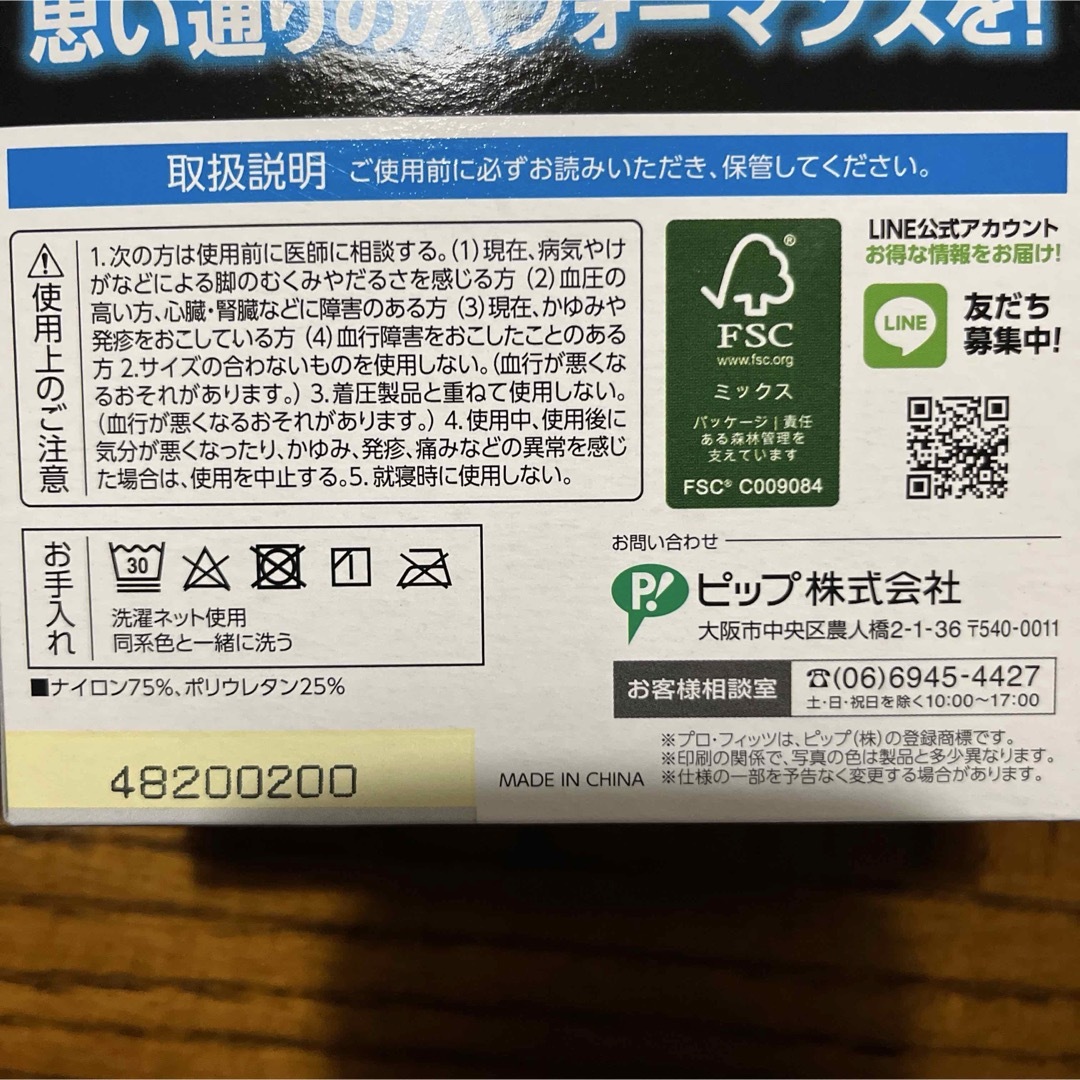 思い通りのパフォーマンスを!
取扱説明 ご使用前に必ずお読みいただき、保管してください。
使用上のご注意
1.次の方は使用前に医師に相談する。(1)現在、病気やけ
がなどによる脚のむくみやだるさを感じる方 (2)血圧の
高い方、心臓・腎臓などに障害のある方 (3)現在、かゆみや
発疹をおこしている方 (4)血行障害をおこしたことのある
方 2.サイズの合わないものを使用しない。(血行が悪くな
るおそれがあります。) 3.着圧製品と重ねて使用しない。
(血行が悪くなるおそれがあります。) 4.使用中、使用後に
気分が悪くなったり、かゆみ、発疹、痛みなどの異常を感じ
た場合は、使用を中止する。5.就寝時に使用しない。
FSC
www.fsc.org
ミックス
パッケージ | 責任
ある森林管理を
支えています
FSC® C009084
LINE公式アカウント
お得な情報をお届け!
LINE
友だち
募集中!
お手入れ
30
洗濯ネット使用
同系色と一緒に洗う
■ナイロン75%、ポリウレタン25%
48200200
お問い合わせ
P!
ピップ株式会社
大阪市中央区農人橋2-1-36 〒540-0011
お客様相談室
☎(06)6945-4427
土・日・祝日を除く10:00〜17:00
MADE IN CHINA
※プロ・フィッツは、ピップ(株)の登録商標です。
※印刷の関係で、写真の色は製品と多少異なります。
※仕様の一部を予告なく変更する場合があります。